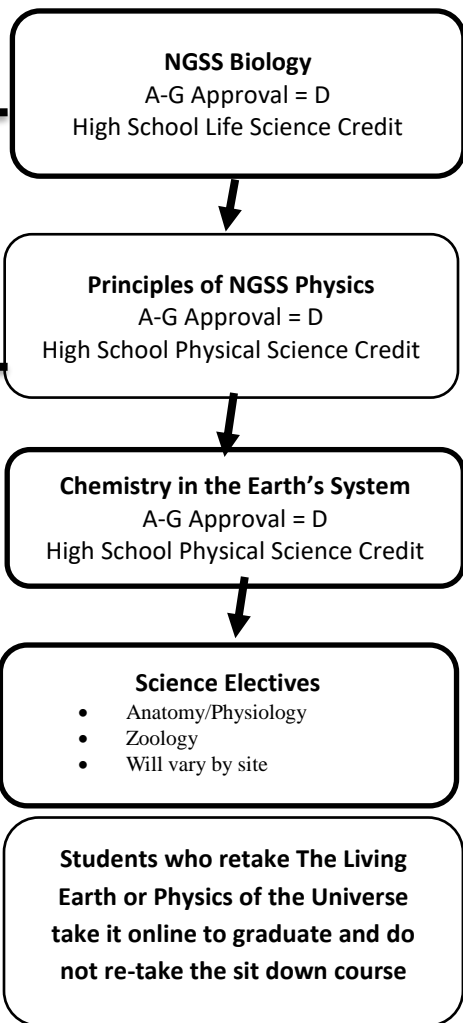 NGSS Biology
A-G Approval = D
High School Life Science Credit
Principles of NGSS Physics
A-G Approval = D
High School Physical Science Credit
Chemistry in the Earth’s System
A-G Approval = D
High School Physical Science Credit
Science Electives
• Anatomy/Physiology
• Zoology
• Will vary by site
Students who retake The Living
Earth or Physics of the Universe
take it online to graduate and do
not re-take the sit down course